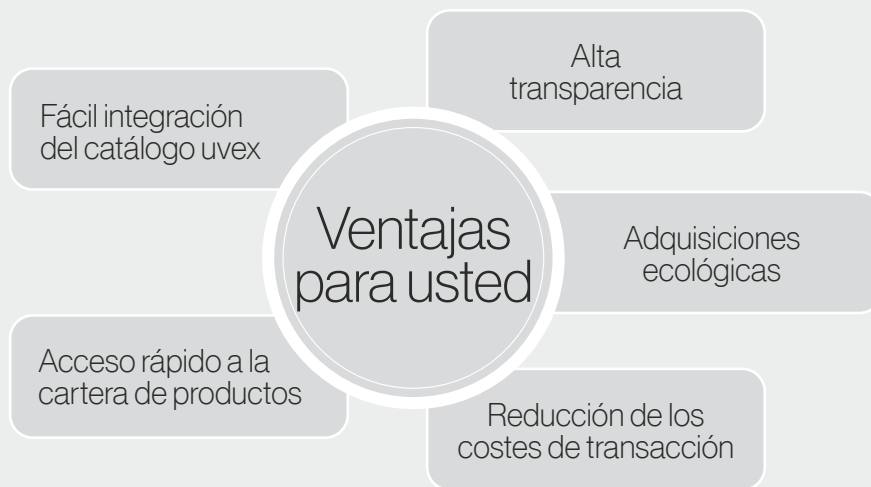 Alta
transparencia
Fácil integración
del catálogo uvex
Ventajas
para usted
Adquisiciones
ecológicas
Acceso rápido a la
cartera de productos
Reducción de los
costes de transacción